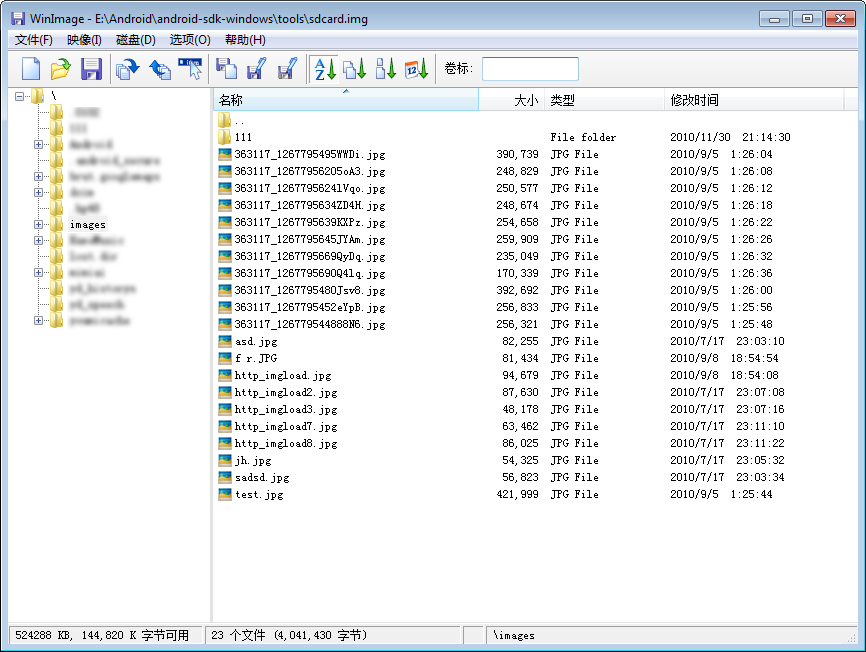 WinImage - E:\Android\android-sdk-windows\tools\sdcard.img
文件(F) 映像(I) 磁盘(D) 选项(O) 帮助(H)
卷标:
\
images
名称 大小 类型 修改时间
..
111 File folder 2010/11/30 21:14:30
363117_1267795495WWDi.jpg 390,739 JPG File 2010/9/5 1:26:04
363117_1267795620 5oA3.jpg 248,829 JPG File 2010/9/5 1:26:08
363117_1267795624lVqo.jpg 250,577 JPG File 2010/9/5 1:26:12
363117_1267795634ZD4H.jpg 248,674 JPG File 2010/9/5 1:26:18
363117_1267795639KXPz.jpg 254,658 JPG File 2010/9/5 1:26:22
363117_1267795645JYAm.jpg 259,909 JPG File 2010/9/5 1:26:26
363117_1267795669QyDq.jpg 235,049 JPG File 2010/9/5 1:26:32
363117_1267795690Q4lq.jpg 170,339 JPG File 2010/9/5 1:26:36
363117_1267795480Jsv8.jpg 392,692 JPG File 2010/9/5 1:26:00
363117_1267795452eYpB.jpg 256,833 JPG File 2010/9/5 1:25:56
363117_126779544888N6.jpg 256,321 JPG File 2010/9/5 1:25:48
asd.jpg 82,255 JPG File 2010/7/17 23:03:10
f r.JPG 81,434 JPG File 2010/9/8 18:54:54
http_imgload.jpg 94,679 JPG File 2010/9/8 18:54:08
http_imgload2.jpg 87,630 JPG File 2010/7/17 23:07:08
http_imgload3.jpg 48,178 JPG File 2010/7/17 23:07:16
http_imgload7.jpg 63,462 JPG File 2010/7/17 23:11:10
http_imgload8.jpg 86,025 JPG File 2010/7/17 23:11:22
jh.jpg 54,325 JPG File 2010/7/17 23:05:32
sadsd.jpg 56,823 JPG File 2010/7/17 23:03:34
test.jpg 421,999 JPG File 2010/9/5 1:25:44
524288 KB, 144,820 K 字节可用 23 个文件 (4,041,430 字节) \images